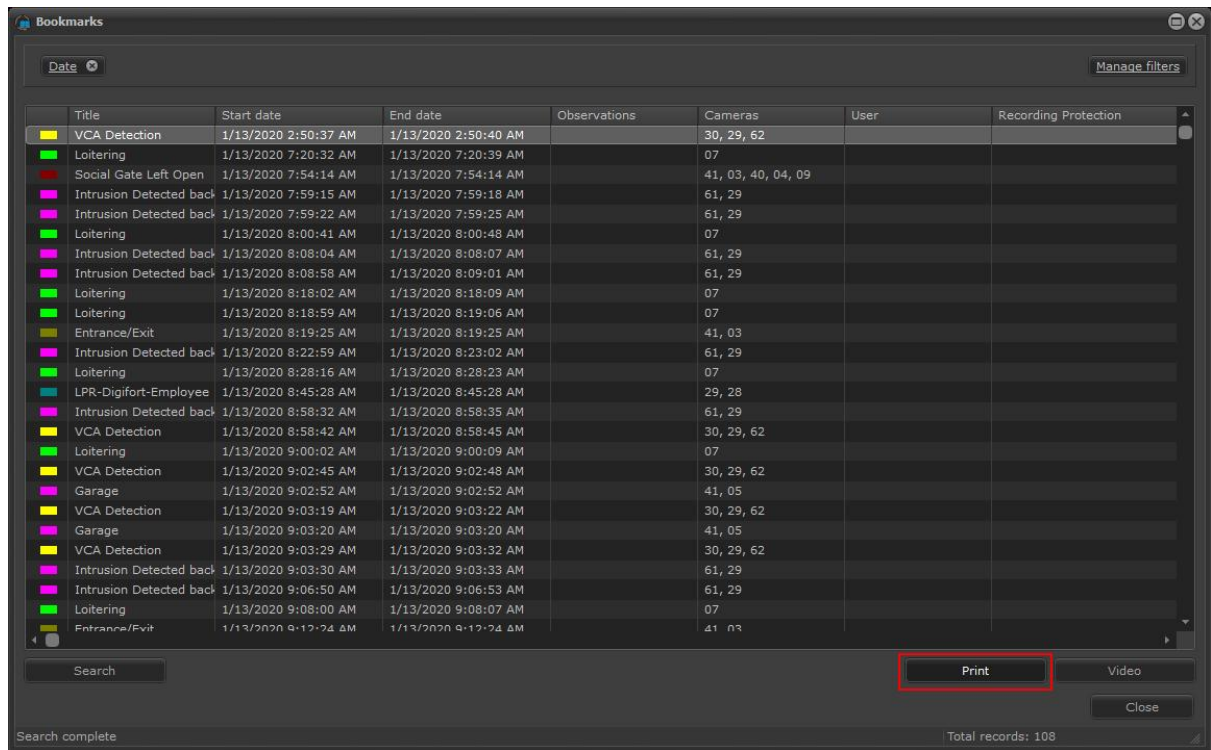 Bookmarks
Date
Manage filters
Title Start date End date Observations Cameras User Recording Protection
VCA Detection 1/13/2020 2:50:37 AM 1/13/2020 2:50:40 AM 30, 29, 62
Loitering 1/13/2020 7:20:32 AM 1/13/2020 7:20:39 AM 07
Social Gate Left Open 1/13/2020 7:54:14 AM 1/13/2020 7:54:14 AM 41, 03, 40, 04, 09
Intrusion Detected back 1/13/2020 7:59:15 AM 1/13/2020 7:59:18 AM 61, 29
Intrusion Detected back 1/13/2020 7:59:22 AM 1/13/2020 7:59:25 AM 61, 29
Loitering 1/13/2020 8:00:41 AM 1/13/2020 8:00:48 AM 07
Intrusion Detected back 1/13/2020 8:08:04 AM 1/13/2020 8:08:07 AM 61, 29
Intrusion Detected back 1/13/2020 8:08:58 AM 1/13/2020 8:09:01 AM 61, 29
Loitering 1/13/2020 8:18:02 AM 1/13/2020 8:18:09 AM 07
Loitering 1/13/2020 8:18:59 AM 1/13/2020 8:19:06 AM 07
Entrance/Exit 1/13/2020 8:19:25 AM 1/13/2020 8:19:25 AM 41, 03
Intrusion Detected back 1/13/2020 8:22:59 AM 1/13/2020 8:23:02 AM 61, 29
Loitering 1/13/2020 8:28:16 AM 1/13/2020 8:28:23 AM 07
LPR-Digifort-Employee 1/13/2020 8:45:28 AM 1/13/2020 8:45:28 AM 29, 28
Intrusion Detected back 1/13/2020 8:58:32 AM 1/13/2020 8:58:35 AM 61, 29
VCA Detection 1/13/2020 8:58:42 AM 1/13/2020 8:58:45 AM 30, 29, 62
Loitering 1/13/2020 9:00:02 AM 1/13/2020 9:00:09 AM 07
VCA Detection 1/13/2020 9:02:45 AM 1/13/2020 9:02:48 AM 30, 29, 62
Garage 1/13/2020 9:02:52 AM 1/13/2020 9:02:52 AM 41, 05
VCA Detection 1/13/2020 9:03:19 AM 1/13/2020 9:03:22 AM 30, 29, 62
Garage 1/13/2020 9:03:20 AM 1/13/2020 9:03:20 AM 41, 05
VCA Detection 1/13/2020 9:03:29 AM 1/13/2020 9:03:32 AM 30, 29, 62
Intrusion Detected back 1/13/2020 9:03:30 AM 1/13/2020 9:03:33 AM 61, 29
Intrusion Detected back 1/13/2020 9:06:50 AM 1/13/2020 9:06:53 AM 61, 29
Loitering 1/13/2020 9:08:00 AM 1/13/2020 9:08:07 AM 07
Entrance/Exit 1/13/2020 9:12:24 AM 1/13/2020 9:12:24 AM 41, 03
Search Print Video
Close
Search complete Total records: 108